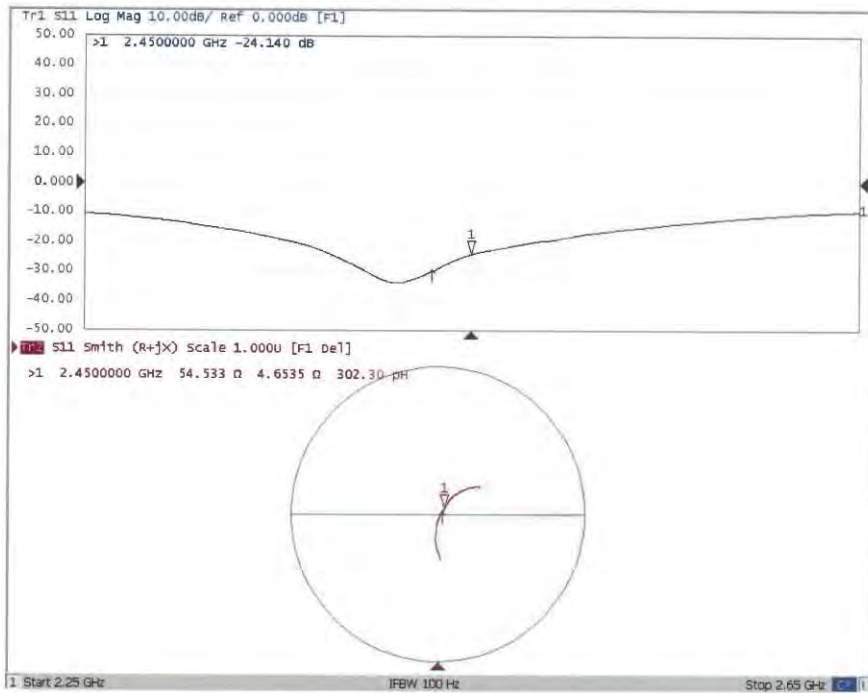 Tr1 S11 Log Mag 10.00dB/ Ref 0.000dB [F1]
50.00
>1 2.4500000 GHz -24.140 dB
40.00
30.00
20.00
10.00
0.000
-10.00
1
1
-20.00
-30.00
-40.00
-50.00
Tr2 S11 Smith (R+jX) Scale 1.000U [F1 Del]
>1 2.4500000 GHz 54.533 Ω 4.6535 Ω 302.30 pH
1
1 Start 2.25 GHz IFBW 100 Hz Stop 2.65 GHz